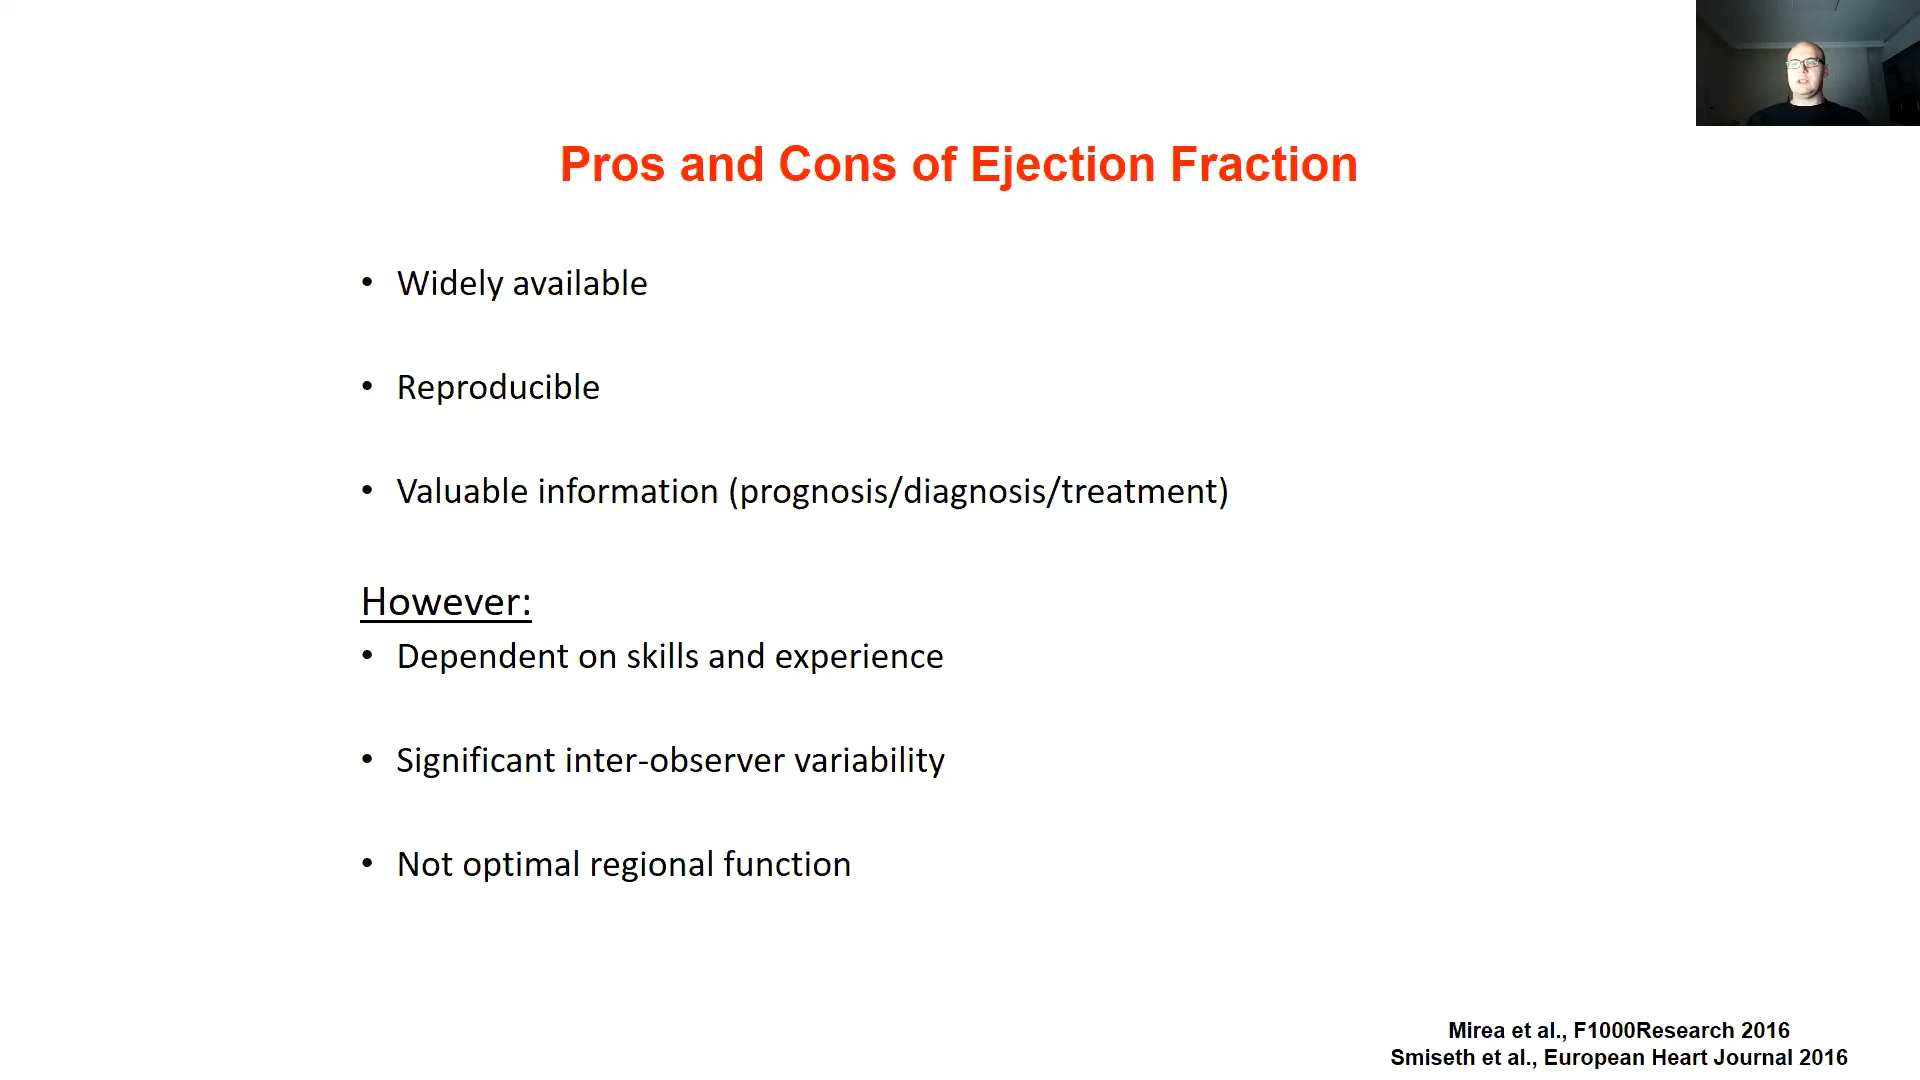 Pros and Cons of Ejection Fraction
• Widely available
• Reproducible
• Valuable information (prognosis/diagnosis/treatment)
However:
• Dependent on skills and experience
• Significant inter-observer variability
• Not optimal regional function
Mirea et al., F1000Research 2016
Smiseth et al., European Heart Journal 2016